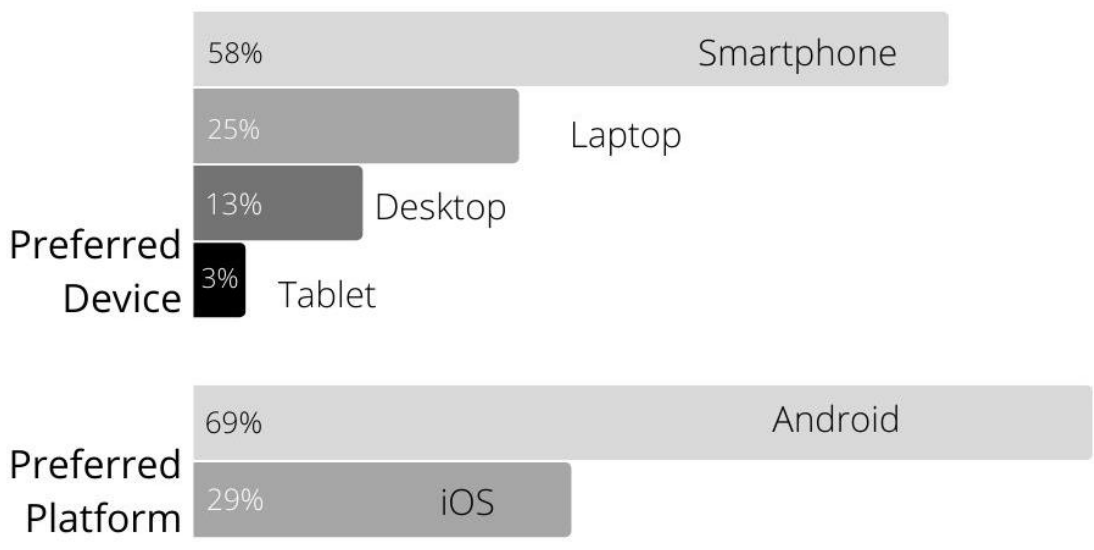 58% Smartphone
25% Laptop
13% Desktop
Preferred
Device
3% Tablet
69% Android
Preferred
Platform
29% iOS